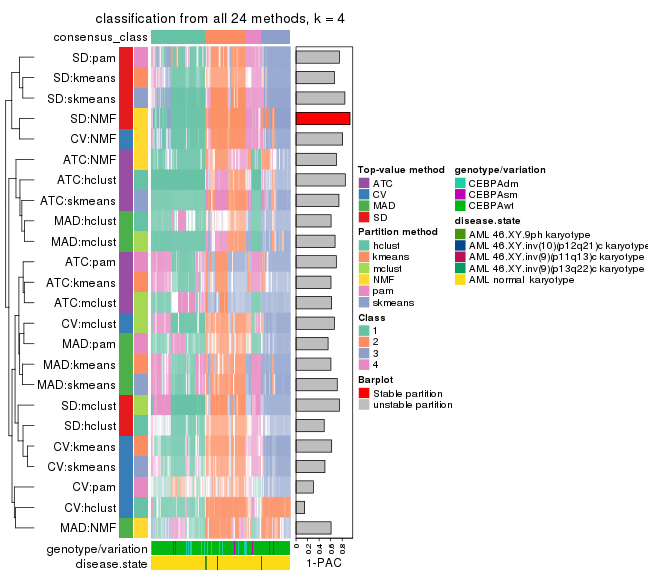 classification from all 24 methods, k = 4
consensus_class
SD:pam
SD:kmeans
SD:skmeans
SD:NMF
CV:NMF
ATC:NMF
ATC:hclust
ATC:skmeans
MAD:hclust
MAD:mclust
ATC:pam
ATC:kmeans
ATC:mclust
CV:mclust
MAD:pam
MAD:kmeans
MAD:skmeans
SD:mclust
SD:hclust
CV:kmeans
CV:skmeans
CV:pam
CV:hclust
MAD:NMF
genotype/variation
disease.state
0 0.2 0.4 0.6 0.8
1-PAC
Top-value method
ATC
CV
MAD
SD
Partition method
hclust
kmeans
mclust
NMF
pam
skmeans
Class
1
2
3
4
Barplot
Stable partition
unstable partition
genotype/variation
CEBPAdm
CEBPAsm
CEBPAwt
disease.state
AML 46.XY.9ph karyotype
AML 46.XY.inv(10)(p12q21)c karyotype
AML 46.XY.inv(9)(p11q13)c karyotype
AML 46.XY.inv(9)(p13q22)c karyotype
AML normal karyotype